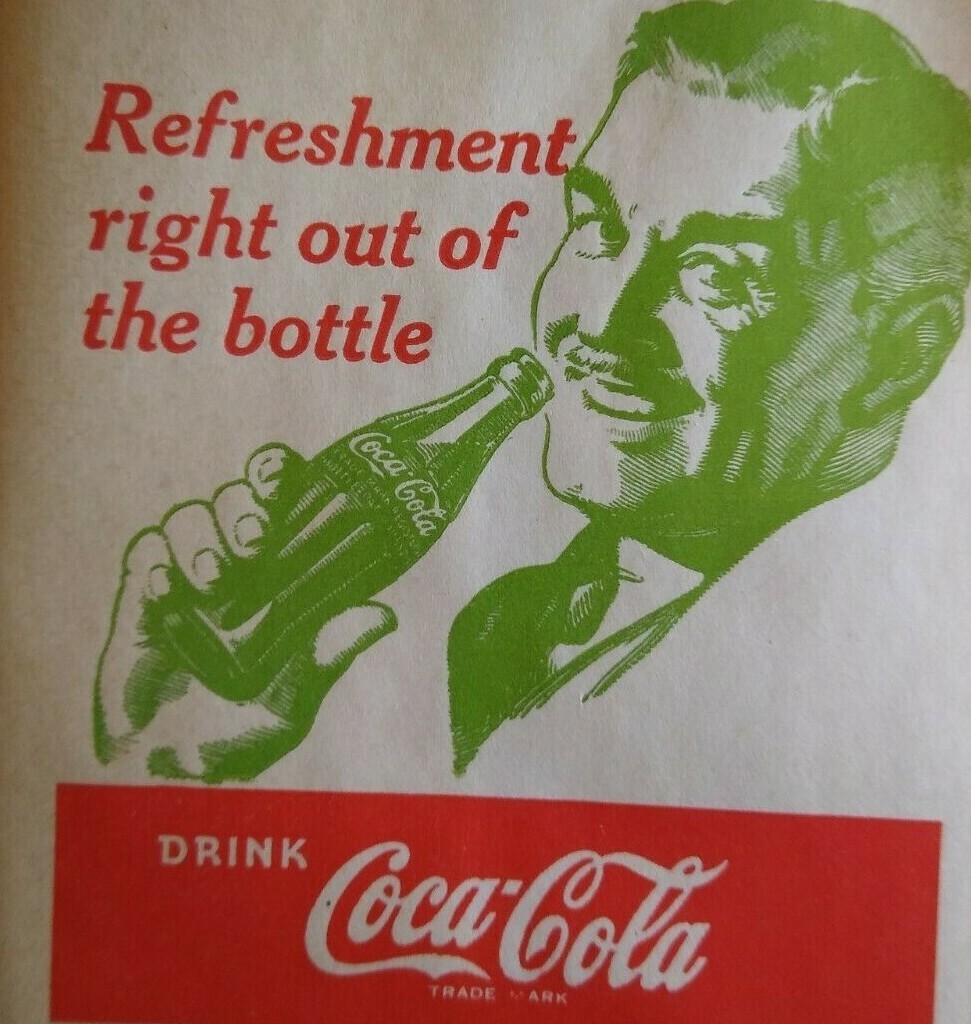 Refreshment
right out of
the bottle
Coca-Cola
DRINK
Coca-Cola
TRADE MARK